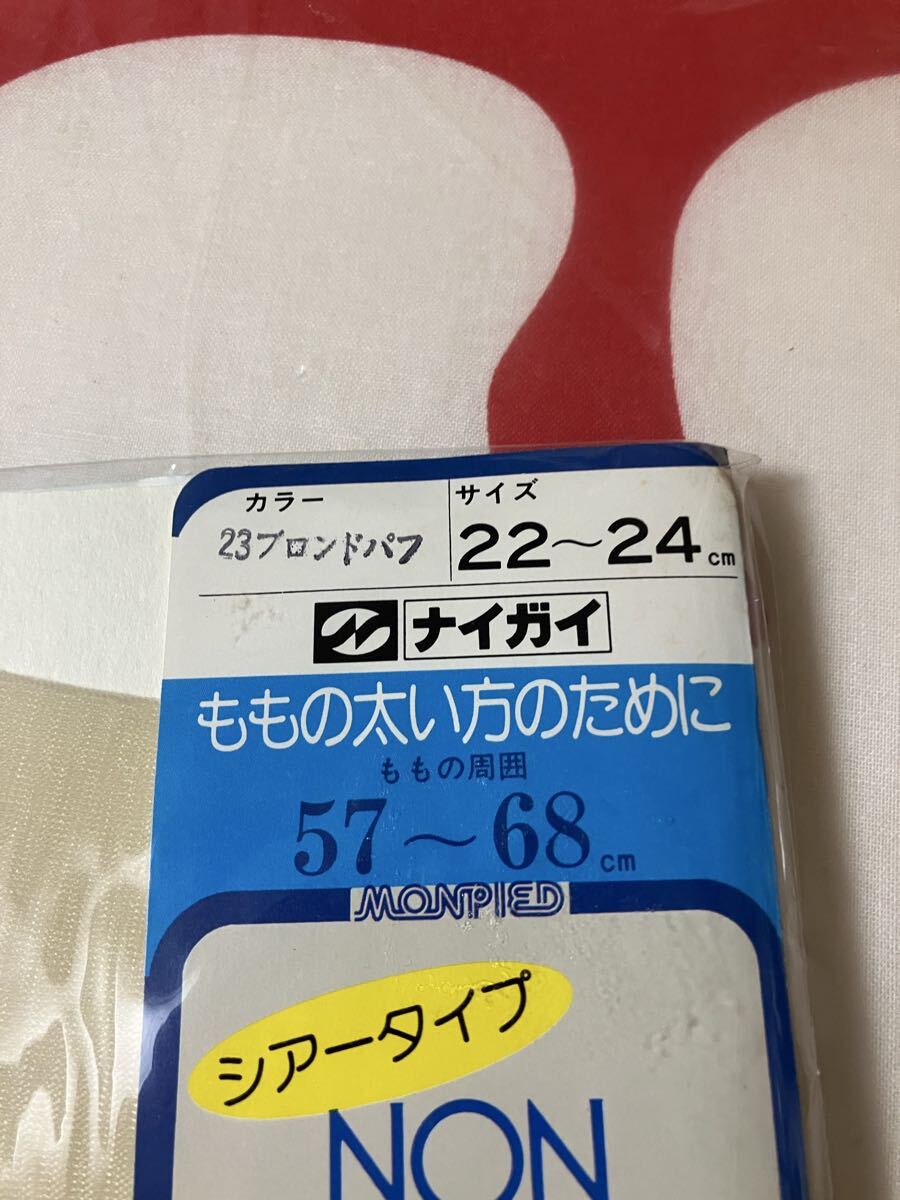 カラー
23ブロンドパフ
サイズ
22～24cm
ナイガイ
ももの太い方のために
ももの周囲
57～68cm
MONPIED
シアータイプ
NON